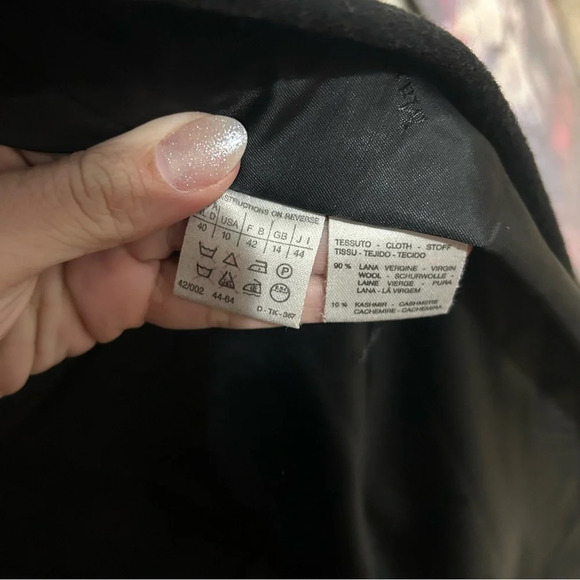 STRUCTIONS ON REVERSE
D USA F B GB J I
40 10 42 14 44
P
42/002 44-64
D-TK-367
TESSUTO - CLOTH - STOFF
TISSU - TEJIDO - TECIDO
90% LANA VERGINE - VIRGIN
WOOL - SCHURWOLLE -
LAINE VIERGE - PURA
LANA - LÃ VIRGEM
10% KASHMIR - CASHMERE
CACHEMIRE - CACHEMIRA